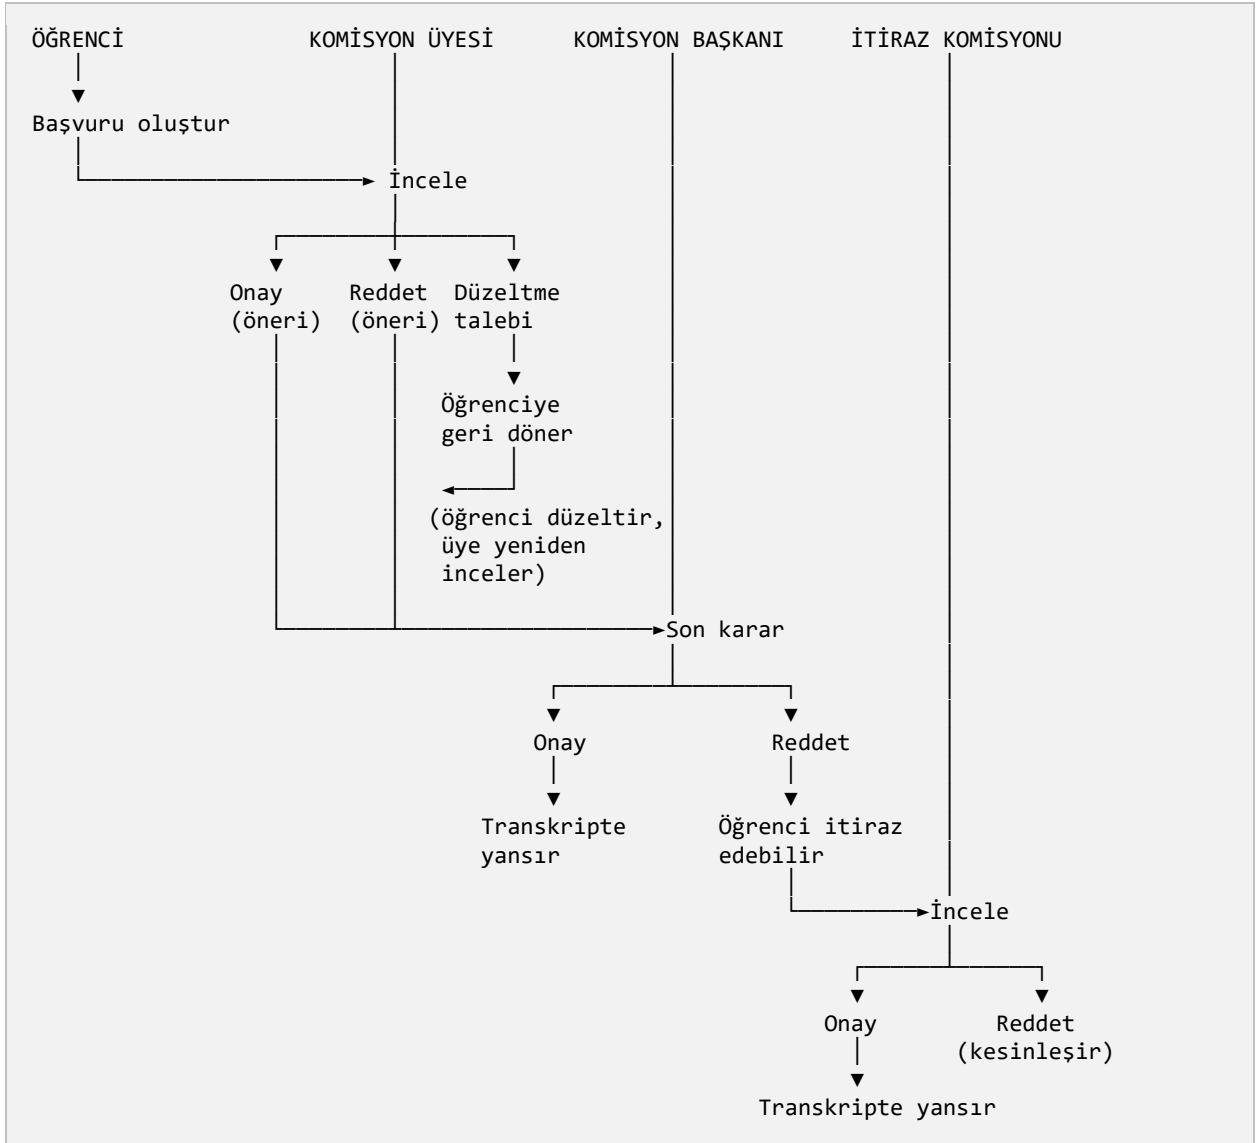 ÖĞRENCİ KOMİSYON ÜYESİ KOMİSYON BAŞKANI İTİRAZ KOMİSYONU
Başvuru oluştur
İncele
Onay Reddet Düzeltme
(öneri) (öneri) talebi
Öğrenciye
geri döner
(öğrenci düzeltir,
üye yeniden
inceler)
Son karar
Onay Reddet
Transkripte Öğrenci itiraz
yansır edebilir
İncele
Onay Reddet
(kesinleşir)
Transkripte yansır